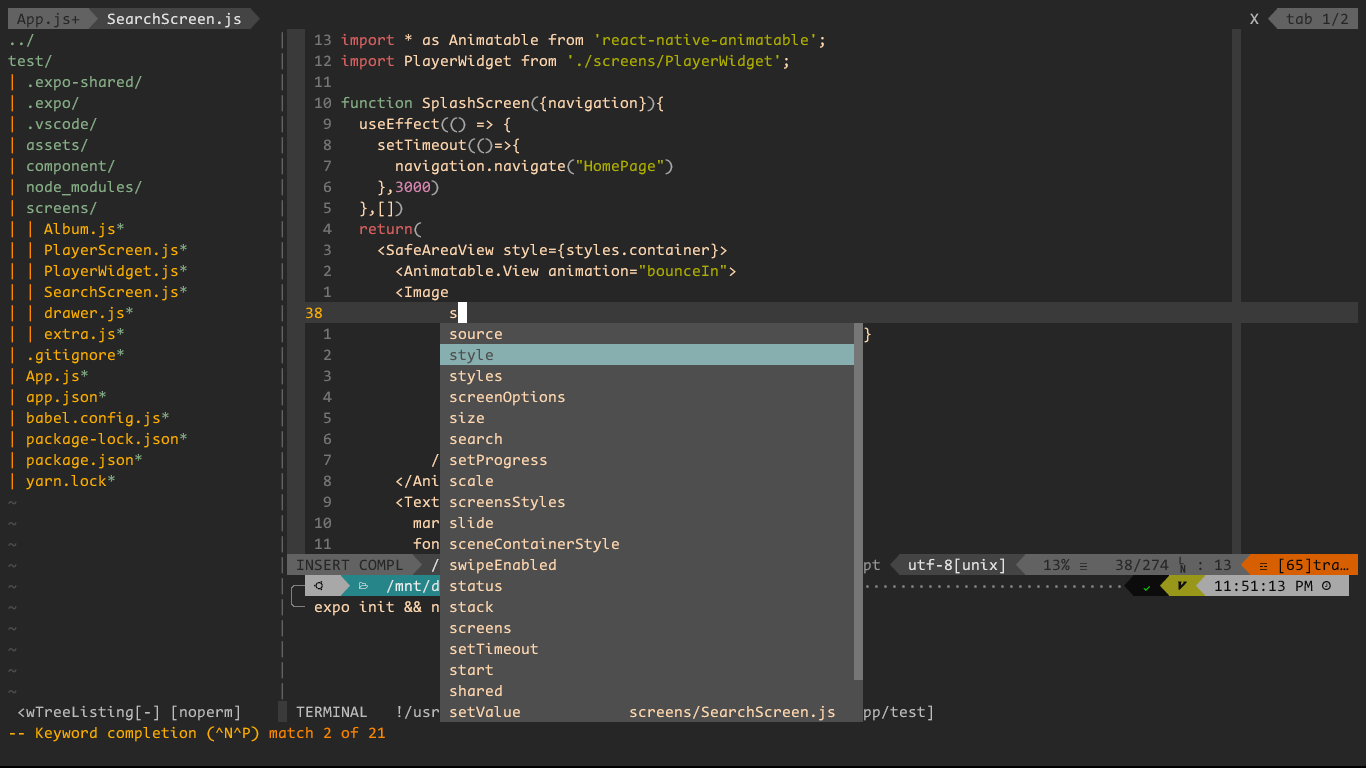 App.js+ SearchScreen.js X tab 1/2
../
test/
| .expo-shared/
| .expo/
| .vscode/
| assets/
| component/
| node_modules/
| screens/
| | Album.js*
| | PlayerScreen.js*
| | PlayerWidget.js*
| | SearchScreen.js*
| | drawer.js*
| | extra.js*
| .gitignore*
| App.js*
| app.json*
| babel.config.js*
| package-lock.json*
| package.json*
| yarn.lock*
~
~
~
~
~
~
~
~
~
~
<wTreeListing[-] [noperm]
13 import * as Animatable from 'react-native-animatable';
12 import PlayerWidget from './screens/PlayerWidget';
11
10 function SplashScreen({navigation}){
9 useEffect(() => {
8 setTimeout(()=>{
7 navigation.navigate("HomePage")
6 },3000)
5 },[])
4 return(
3 <SafeAreaView style={styles.container}>
2 <Animatable.View animation="bounceIn">
1 <Image
38 s
1 }
2
3
4
5
6
7 /
8 </Ani
9 <Text
10 mar
11 fon
source
style
styles
screenOptions
size
search
setProgress
scale
screensStyles
slide
sceneContainerStyle
swipeEnabled
status
stack
screens
setTimeout
start
shared
setValue screens/SearchScreen.js
INSERT COMPL / pt utf-8[unix] 13% ≡ 38/274 ㏑ : 13 ☲ [65]tra…
/mnt/d ✓ V 11:51:13 PM
expo init && n
TERMINAL !/usr pp/test]
-- Keyword completion (^N^P) match 2 of 21